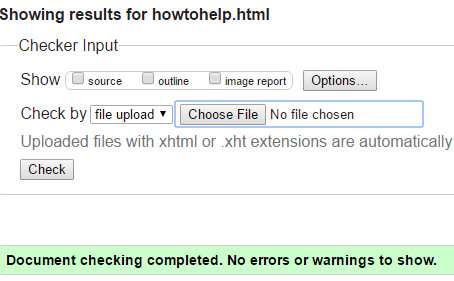 Showing results for howtohelp.html
Checker Input
Show source outline image report Options...
Check by file upload Choose File No file chosen
Uploaded files with xhtml or .xht extensions are automatically
Check
Document checking completed. No errors or warnings to show.